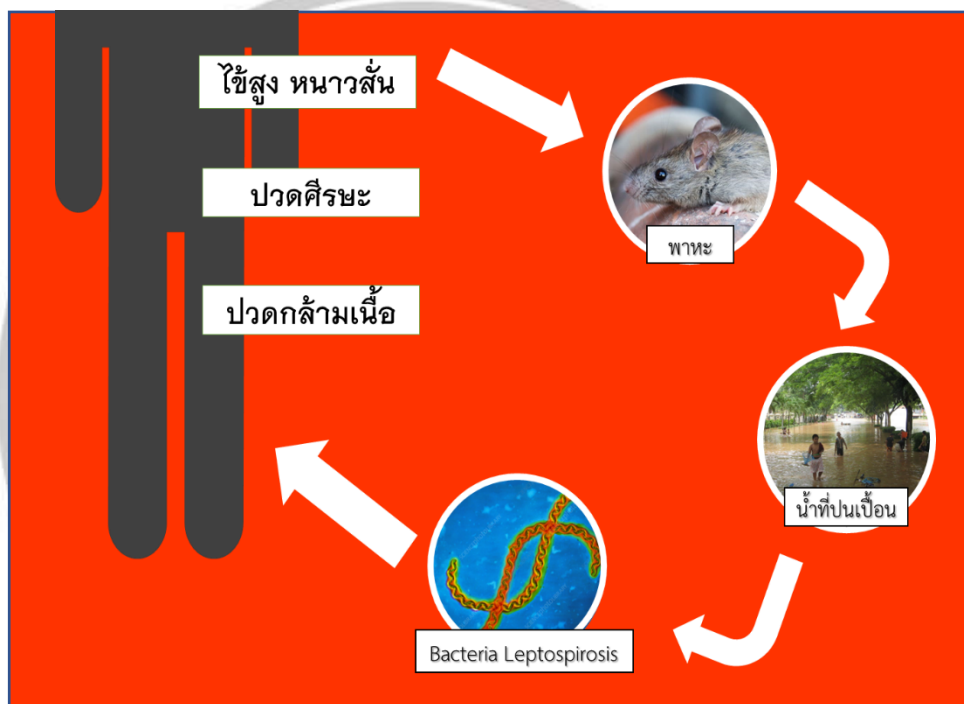 ไข้สูง หนาวสั่น
ปวดศีรษะ
ปวดกล้ามเนื้อ
พาหะ
น้ำที่ปนเปื้อน
Bacteria Leptospirosis